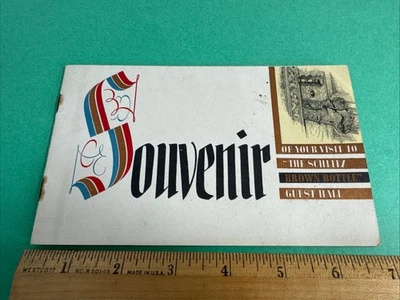 Souvenir
OF YOUR VISIT TO
"THE SCHLITZ
BROWN BOTTLE"
GUEST HALL
1 2 3 4 5 6 7
WESTCOTT MADE IN U.S.A.